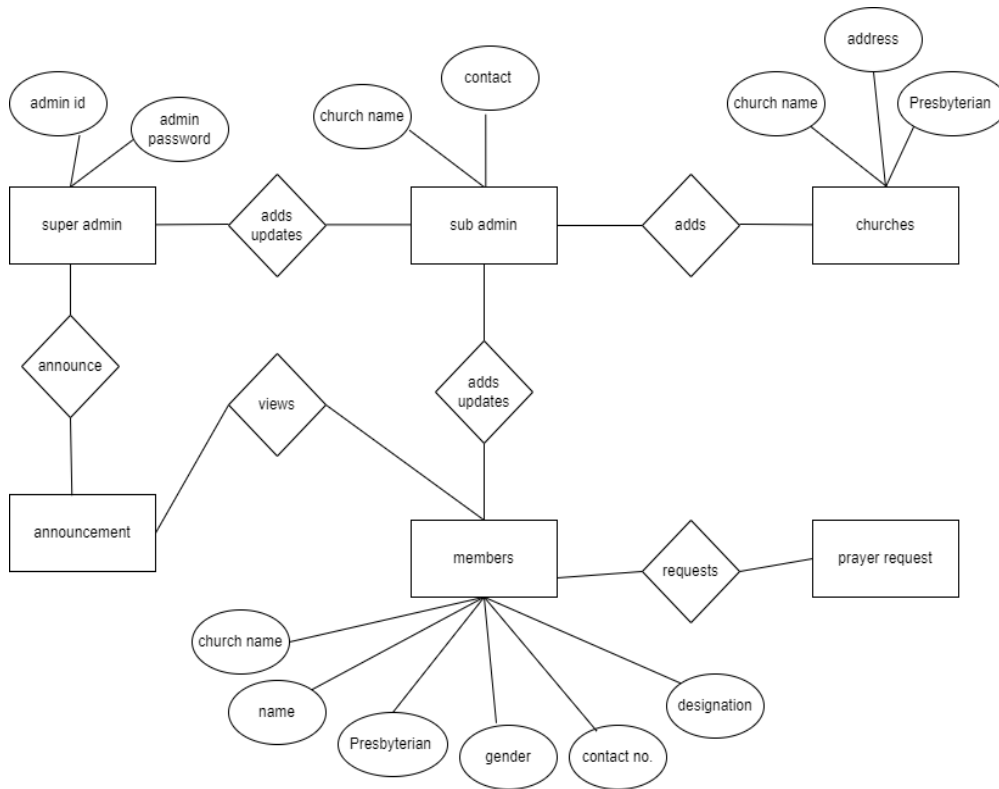 address
contact
admin id
church name
church name
Presbyterian
admin
password
super admin
adds
updates
sub admin
adds
churches
announce
views
adds
updates
announcement
members
requests
prayer request
church name
name
Presbyterian
gender
contact no.
designation